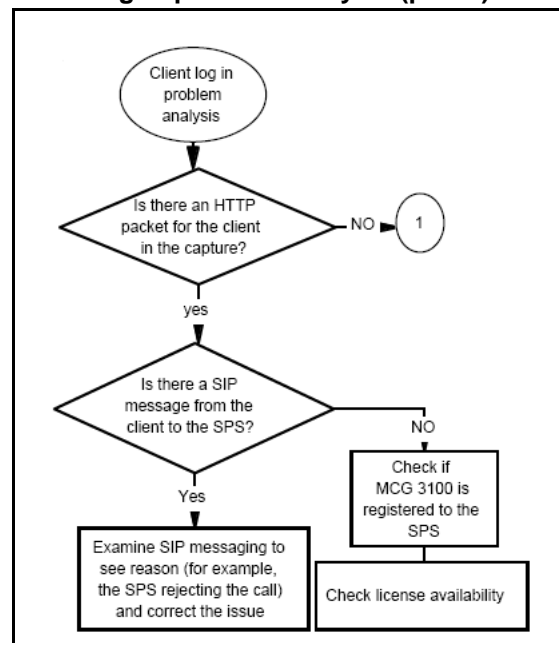 Client log in
problem
analysis
Is there an HTTP
packet for the client
in the capture?
NO
1
yes
Is there a SIP
message from the
client to the SPS?
NO
Yes
Check if
MCG 3100 is
registered to the
SPS
Examine SIP messaging to
see reason (for example,
the SPS rejecting the call)
and correct the issue
Check license availability